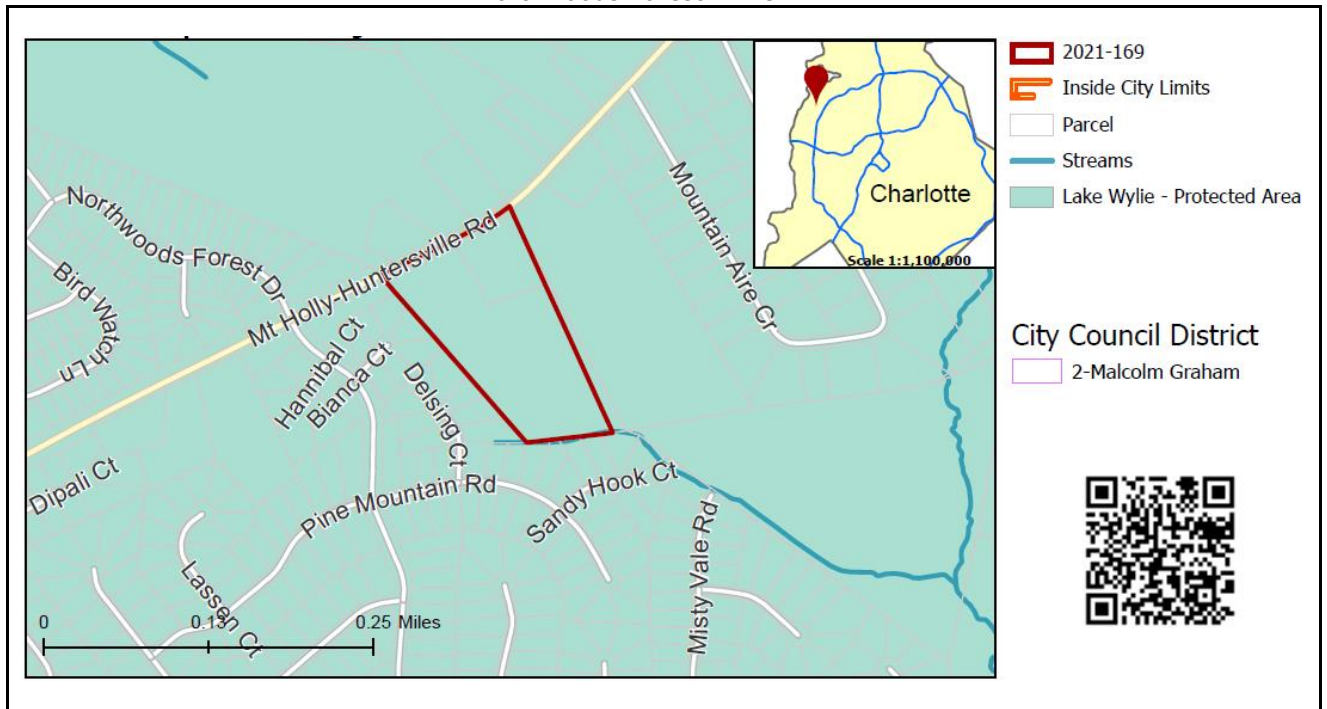 2021-169
Inside City Limits
Parcel
Streams
Lake Wylie - Protected Area
City Council District
2-Malcolm Graham
Charlotte
Scale 1:1,100,000
Northwoods Forest Dr
Bird Watch Ln
Mt Holly-Huntersville Rd
Mountain Aire Cr
Hannibal Ct
Bianca Ct
Delsing Ct
Dipali Ct
Pine Mountain Rd
Sandy Hook Ct
Misty Vale Rd
Lassen Ct
0
0.13
0.25 Miles